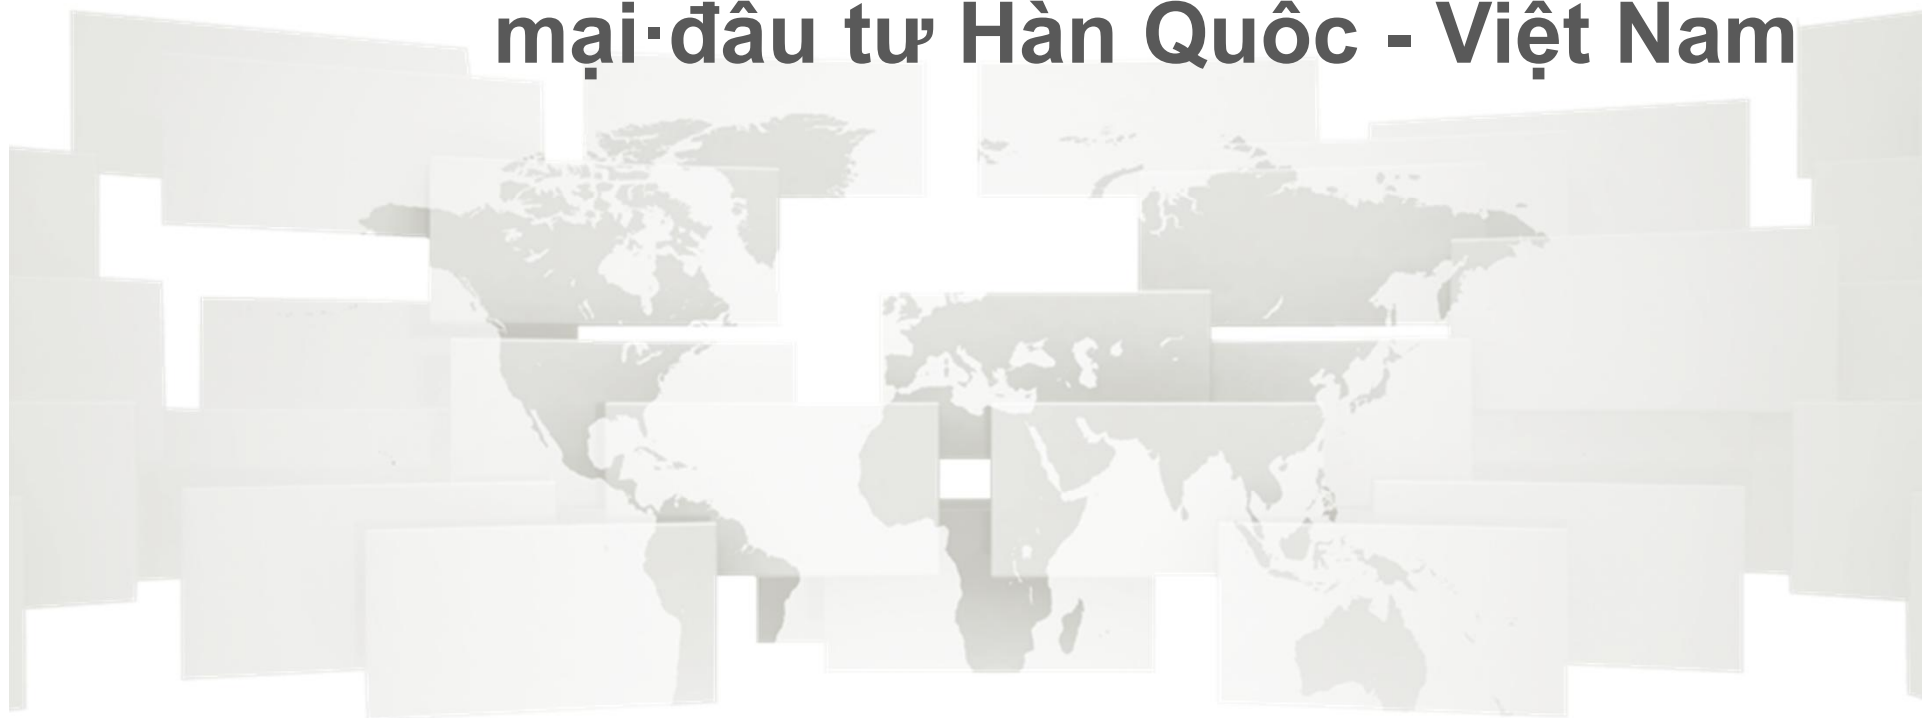 mại·đầu tư Hàn Quốc - Việt Nam